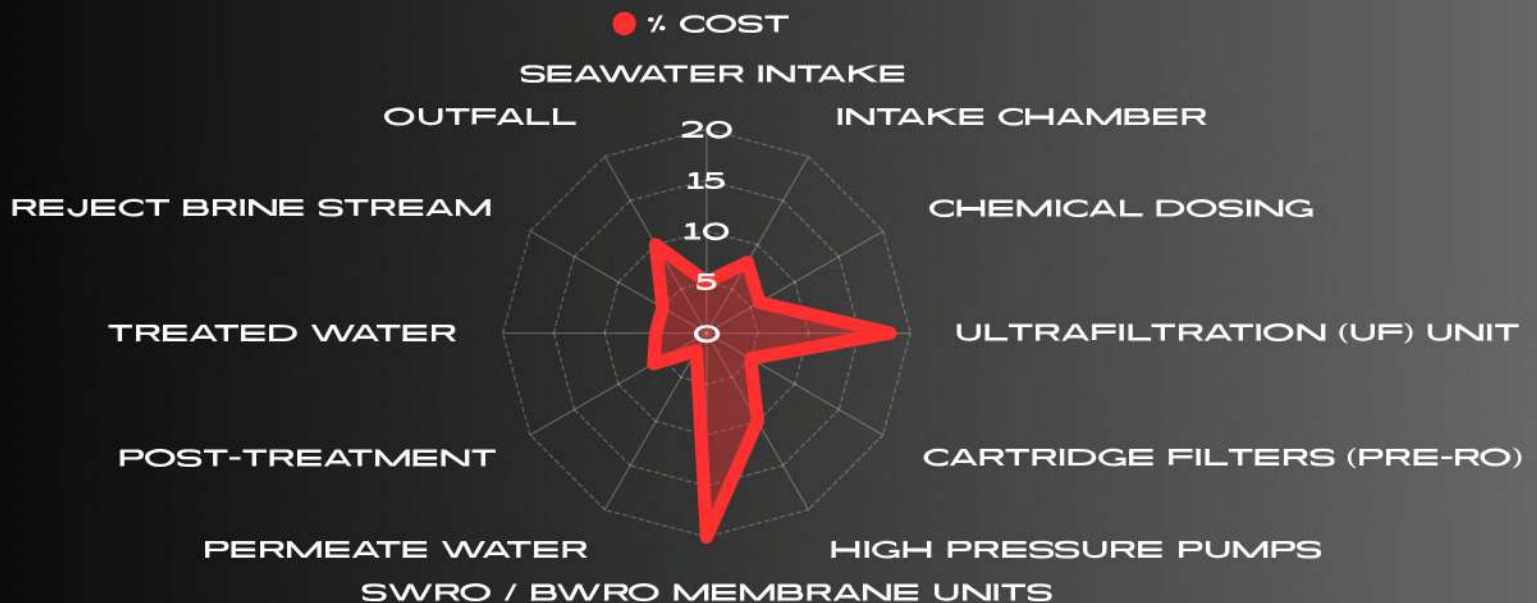 % COST
SEAWATER INTAKE
OUTFALL
INTAKE CHAMBER
20
15
REJECT BRINE STREAM
CHEMICAL DOSING
10
5
TREATED WATER
0
ULTRAFILTRATION (UF) UNIT
POST-TREATMENT
CARTRIDGE FILTERS (PRE-RO)
PERMEATE WATER
HIGH PRESSURE PUMPS
SWRO / BWRO MEMBRANE UNITS